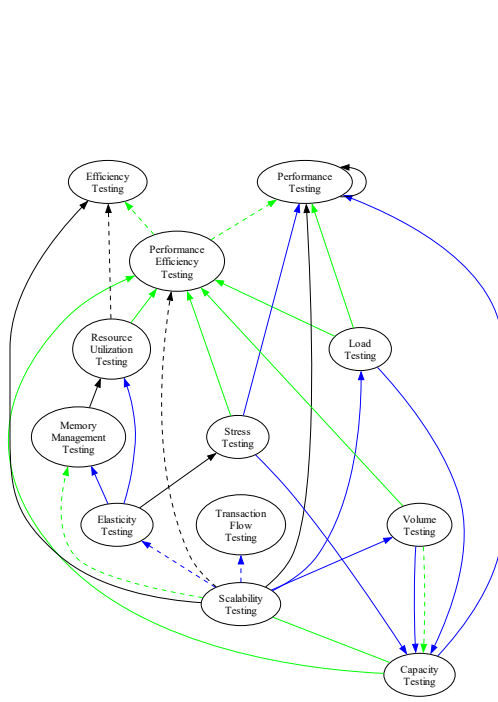 Efficiency
Testing
Performance
Testing
Performance
Efficiency
Testing
Resource
Utilization
Testing
Load
Testing
Memory
Management
Testing
Stress
Testing
Elasticity
Testing
Transaction
Flow
Testing
Volume
Testing
Scalability
Testing
Capacity
Testing